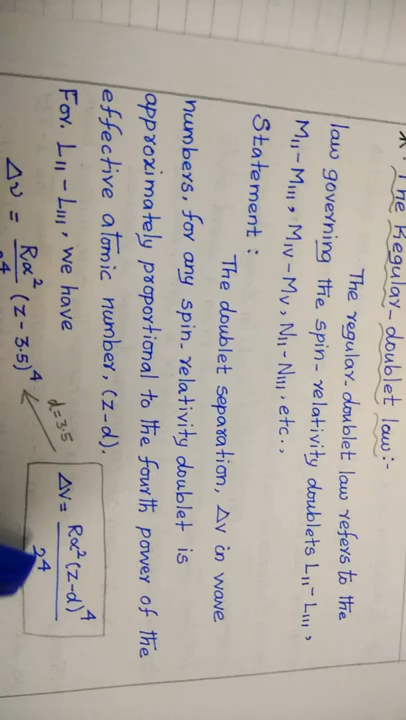 * The Regular-doublet law:-
The regular-doublet law refers to the
law governing the spin-relativity doublets LII-LIII,
MII-MIII, MIV-MV, NII-NIII, etc.,
Statement :
The doublet separation, Δν in wave
numbers, for any spin-relativity doublet is
approximately proportional to the fourth power of the
effective atomic number, (z-d).
For, LII-LIII, we have
Δν = Rα² (z-3.5)⁴ / 2⁴
d=3.5
Δν = Rα²(z-d)⁴ / 2⁴